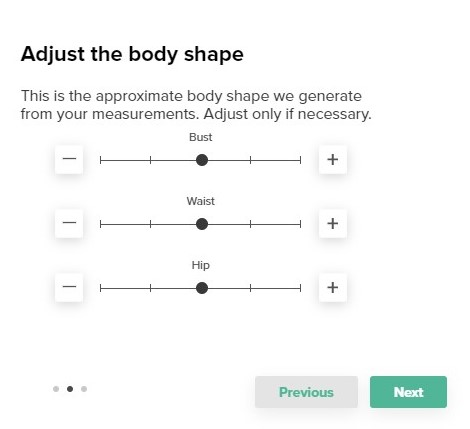 Adjust the body shape
This is the approximate body shape we generate
from your measurements. Adjust only if necessary.
Bust
— +
Waist
— +
Hip
— +
Previous Next